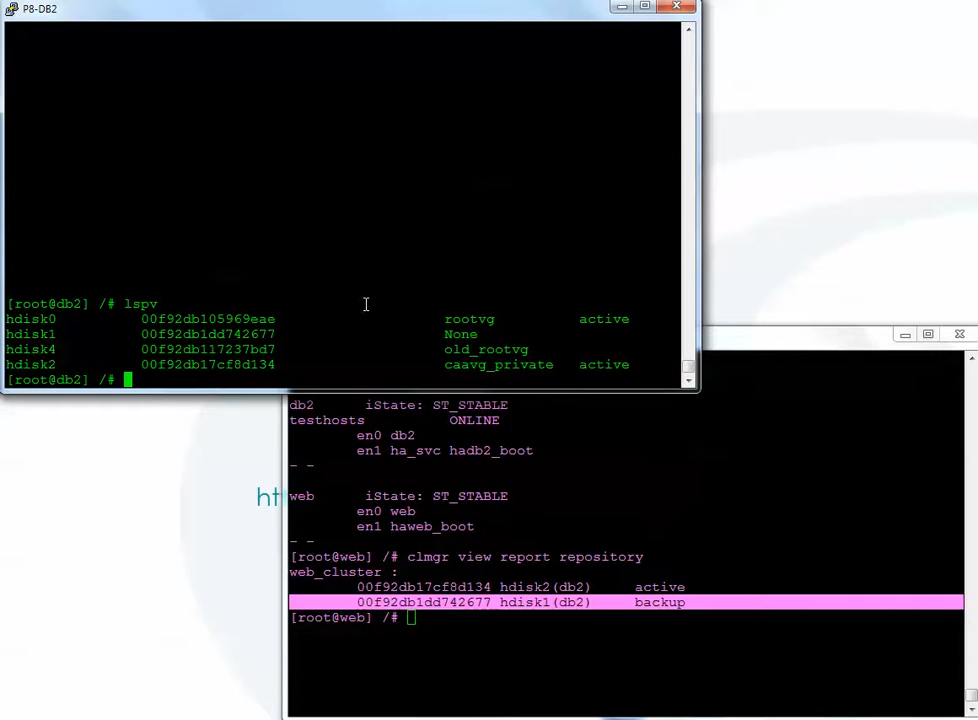 P8-DB2
[root@db2] /# lspv
hdisk0 00f92db105969eae rootvg active
hdisk1 00f92db1dd742677 None
hdisk4 00f92db117237bd7 old_rootvg
hdisk2 00f92db17cf8d134 caavg_private active
[root@db2] /#
db2 iState: ST_STABLE
testhosts ONLINE
en0 db2
en1 ha_svc hadb2_boot
- -
ht
web iState: ST_STABLE
en0 web
en1 haweb_boot
- -
[root@web] /# clmgr view report repository
web_cluster :
00f92db17cf8d134 hdisk2(db2) active
00f92db1dd742677 hdisk1(db2) backup
[root@web] /#